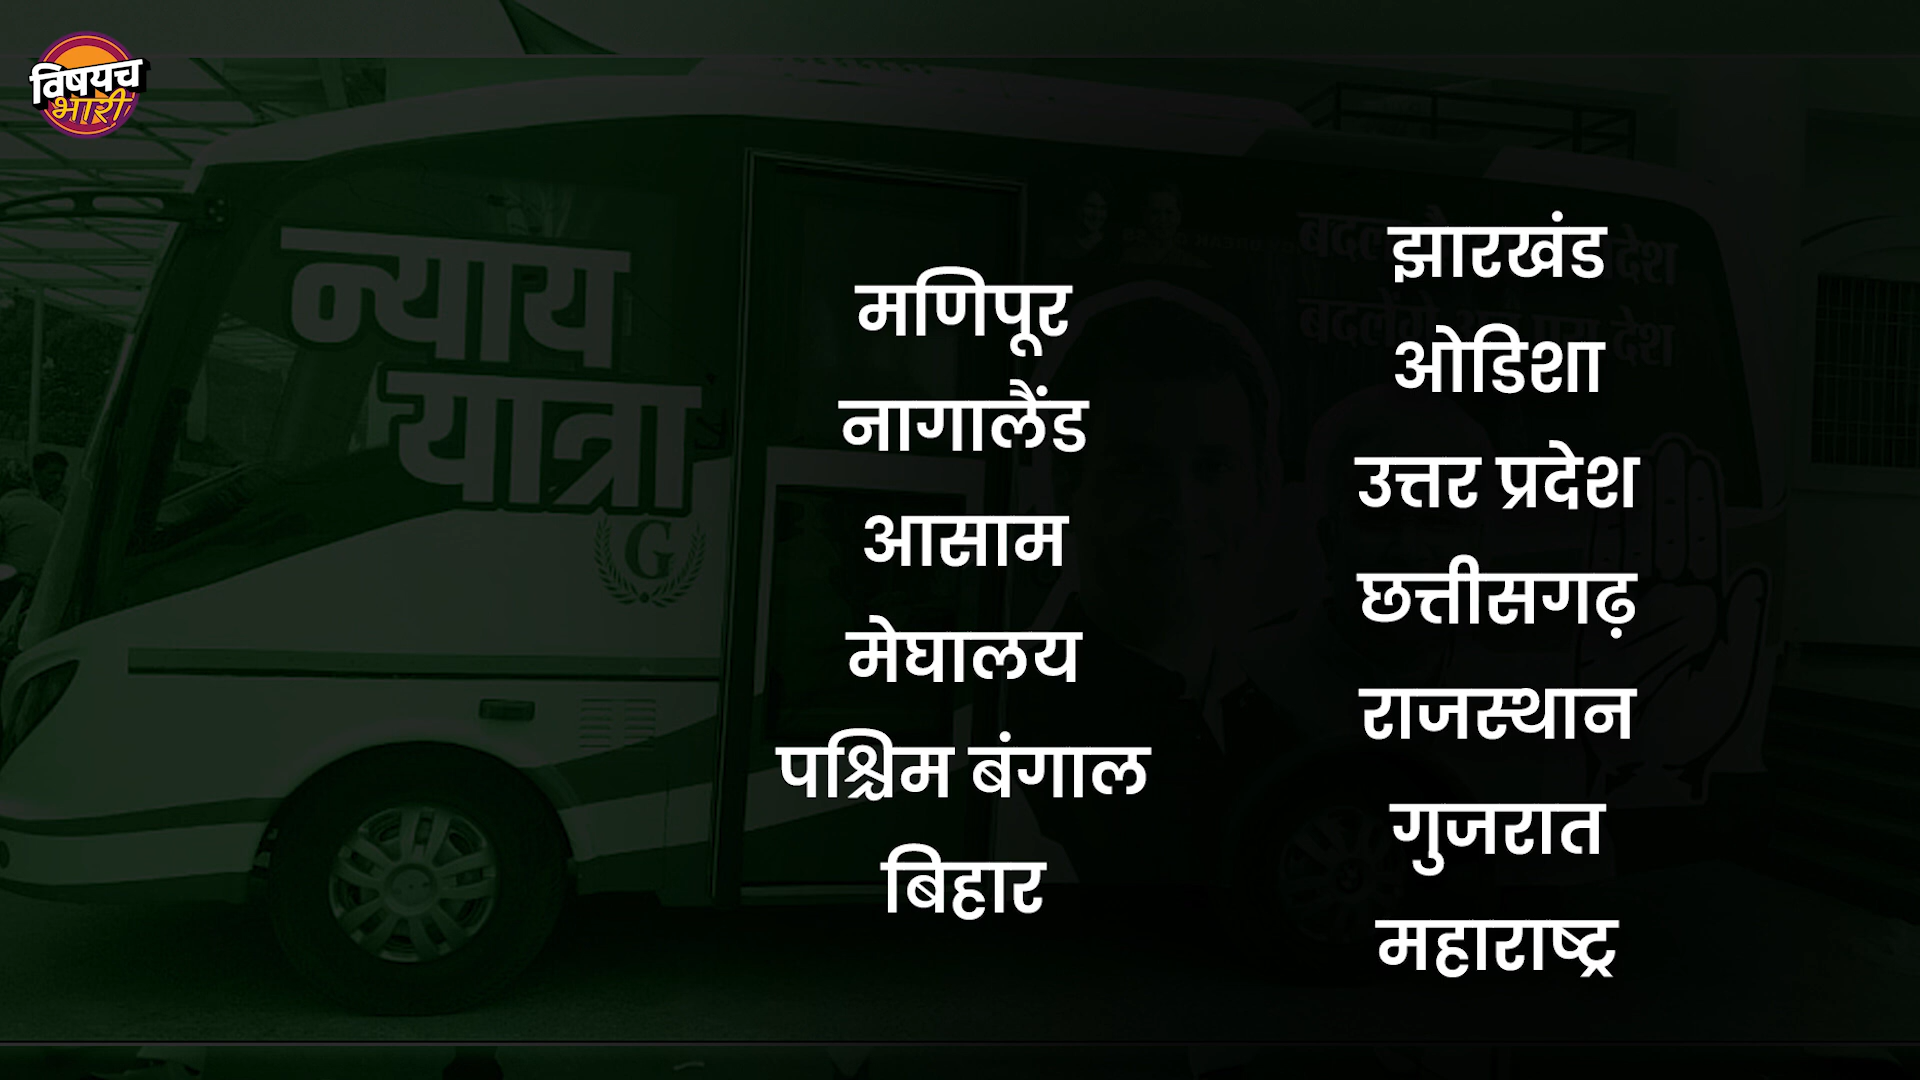 विषयच
भारी
न्याय
यात्रा
G
मणिपूर
नागालैंड
आसाम
मेघालय
पश्चिम बंगाल
बिहार
झारखंड
ओडिशा
उत्तर प्रदेश
छत्तीसगढ़
राजस्थान
गुजरात
महाराष्ट्र